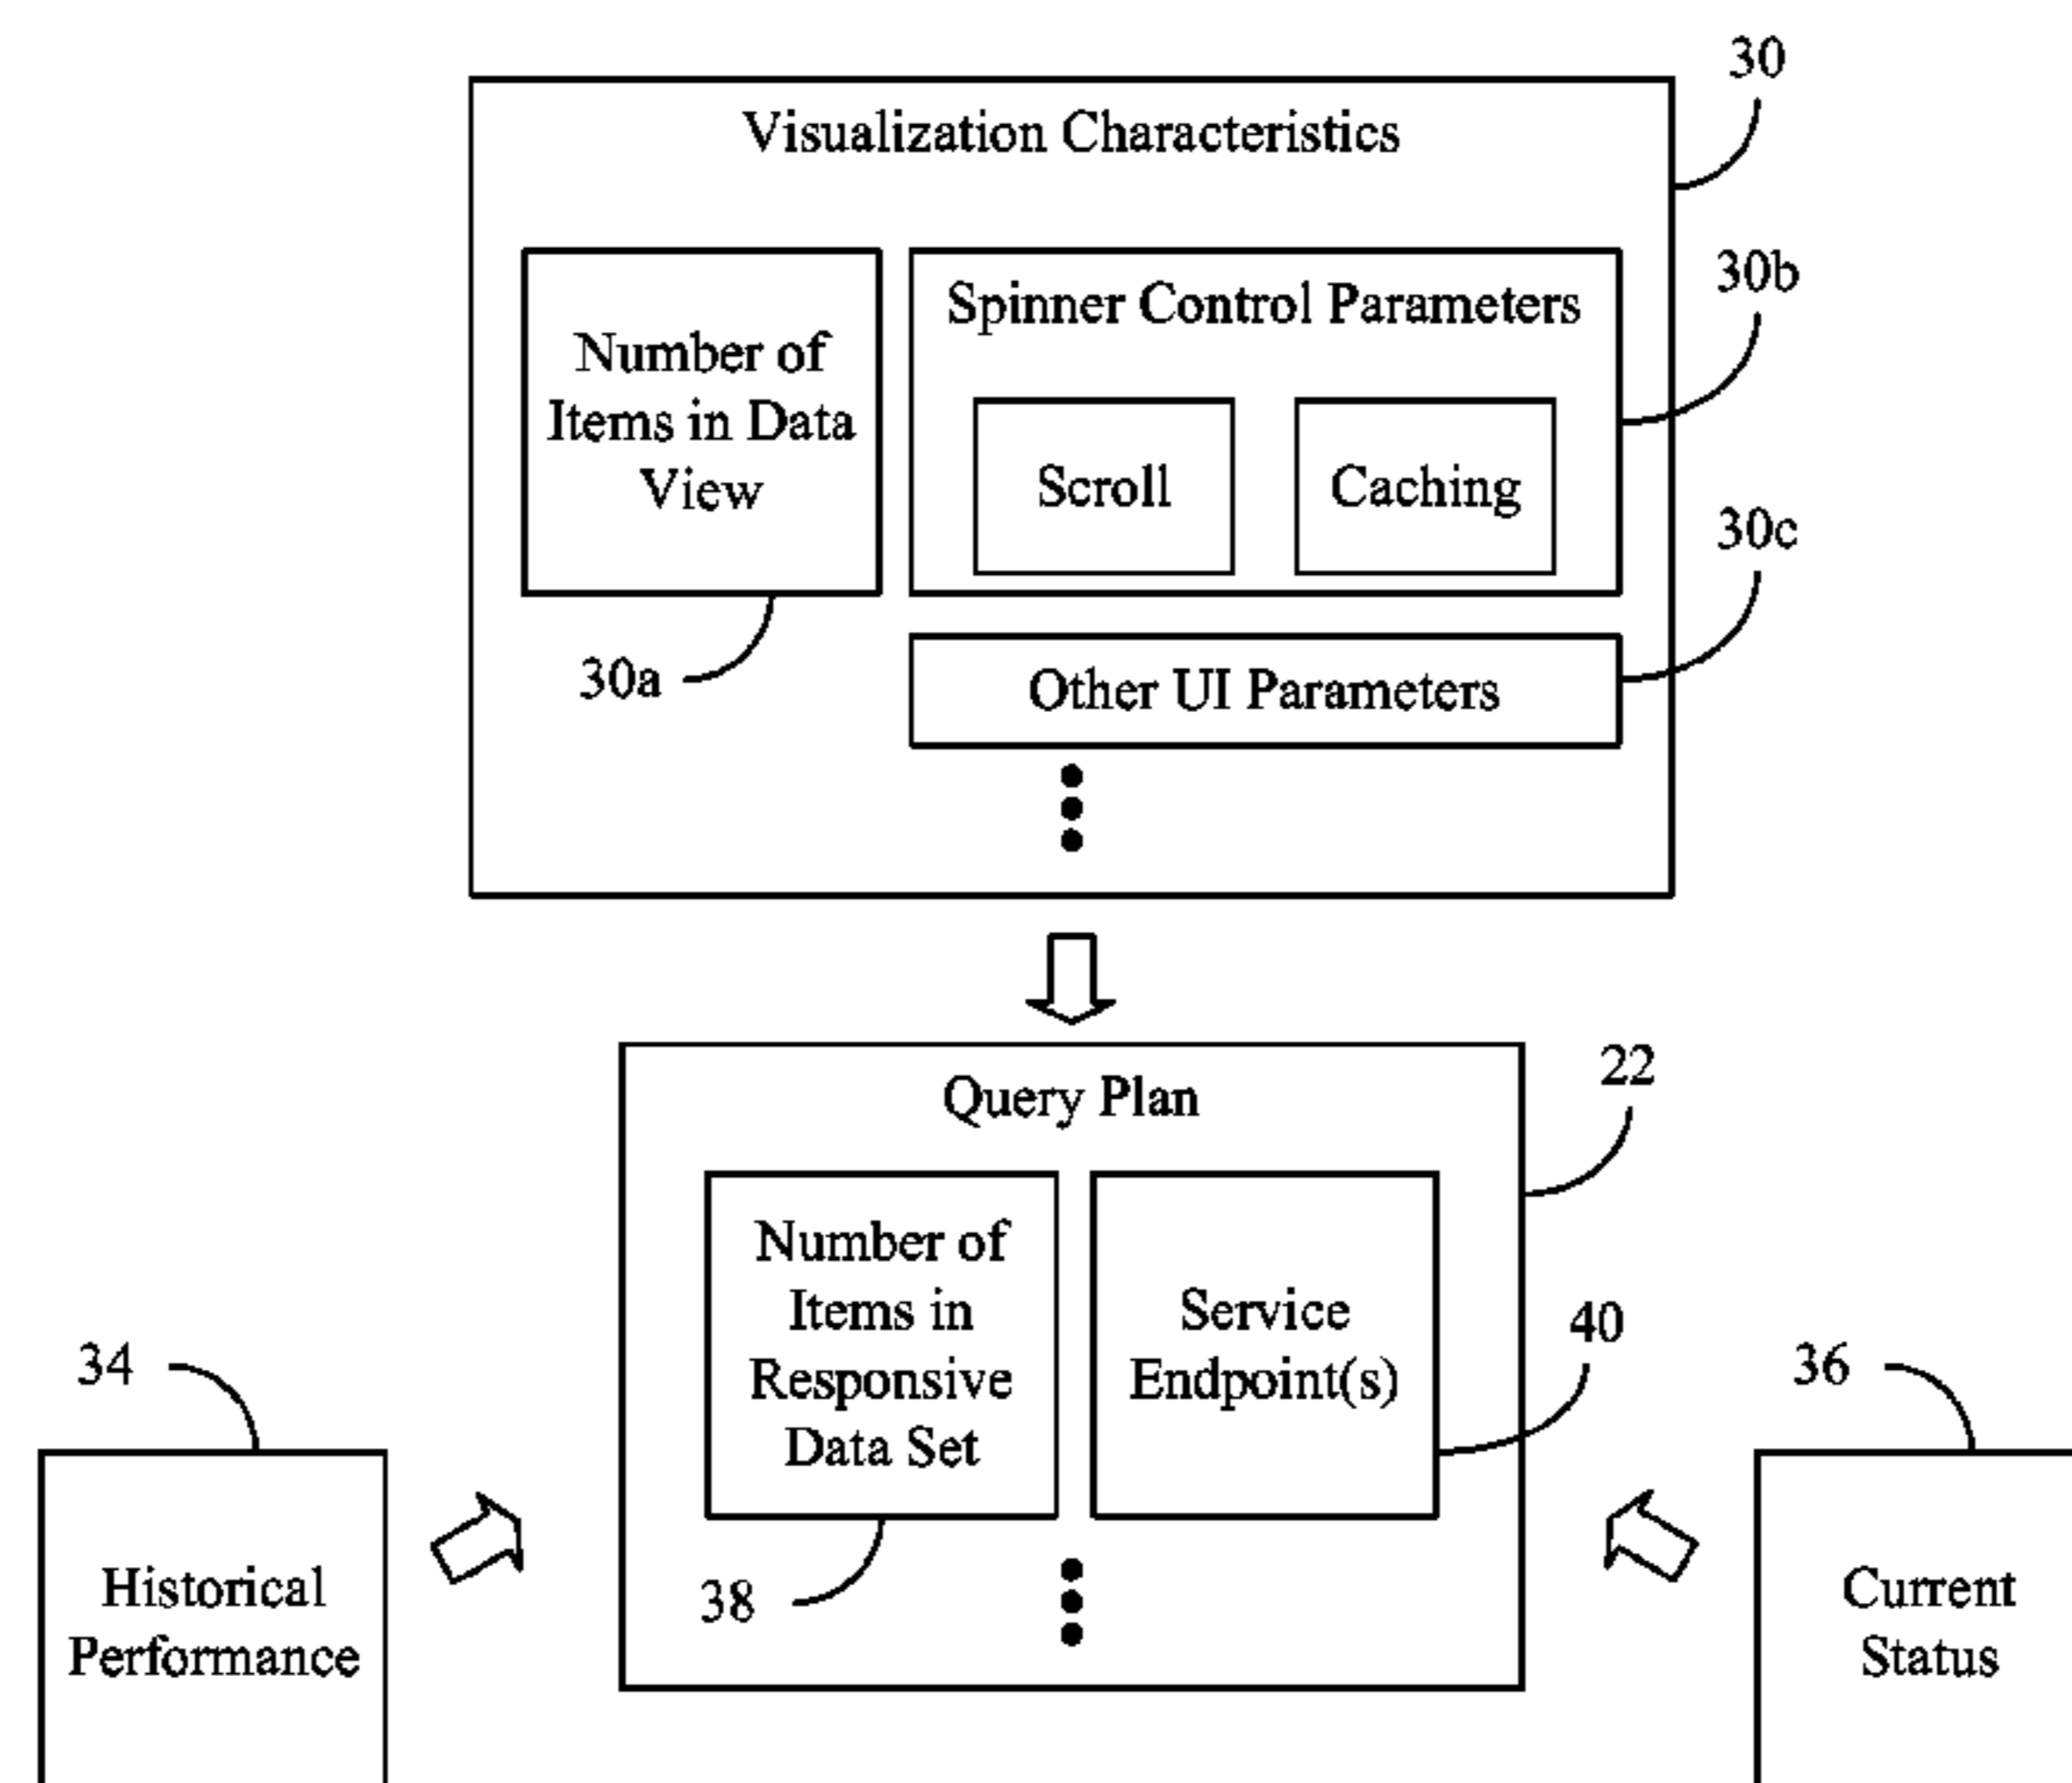 30
Visualization Characteristics
30b
Number of
Items in Data
View
Spinner Control Parameters
Scroll
Caching
30c
30a
Other UI Parameters
22
Query Plan
Number of
Items in
Responsive
Data Set
Service
Endpoint(s)
40
34
36
38
Historical
Performance
Current
Status